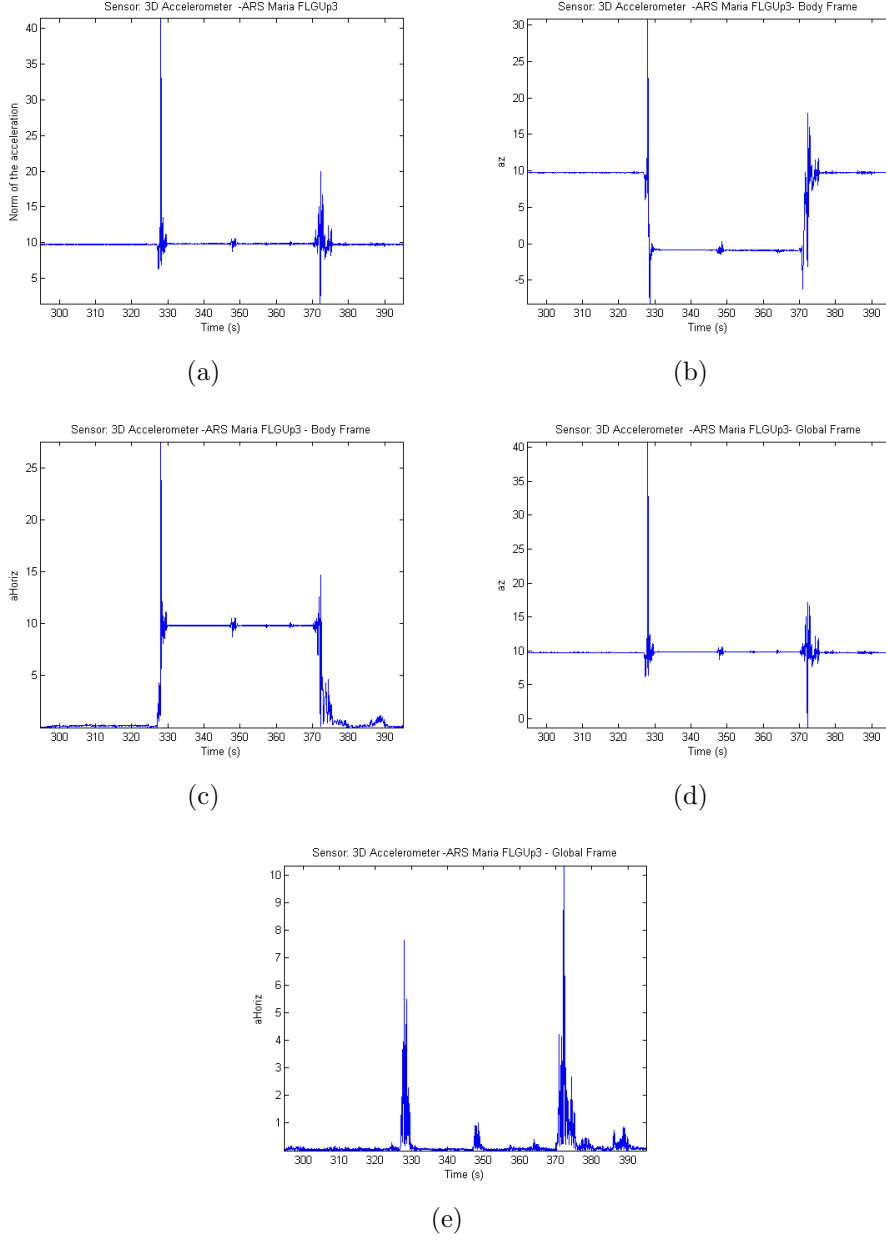 Sensor: 3D Accelerometer -ARS Maria FLGUp3
Norm of the acceleration
40
35
30
25
20
15
10
5
300 310 320 330 340 350 360 370 380 390
Time (s)
(a)
Sensor: 3D Accelerometer -ARS Maria FLGUp3- Body Frame
az
30
25
20
15
10
5
0
-5
300 310 320 330 340 350 360 370 380 390
Time (s)
(b)
Sensor: 3D Accelerometer -ARS Maria FLGUp3 - Body Frame
aHoriz
25
20
15
10
5
300 310 320 330 340 350 360 370 380 390
Time (s)
(c)
Sensor: 3D Accelerometer -ARS Maria FLGUp3- Global Frame
az
40
35
30
25
20
15
10
5
0
300 310 320 330 340 350 360 370 380 390
Time (s)
(d)
Sensor: 3D Accelerometer -ARS Maria FLGUp3 - Global Frame
aHoriz
10
9
8
7
6
5
4
3
2
1
300 310 320 330 340 350 360 370 380 390
Time (s)
(e)